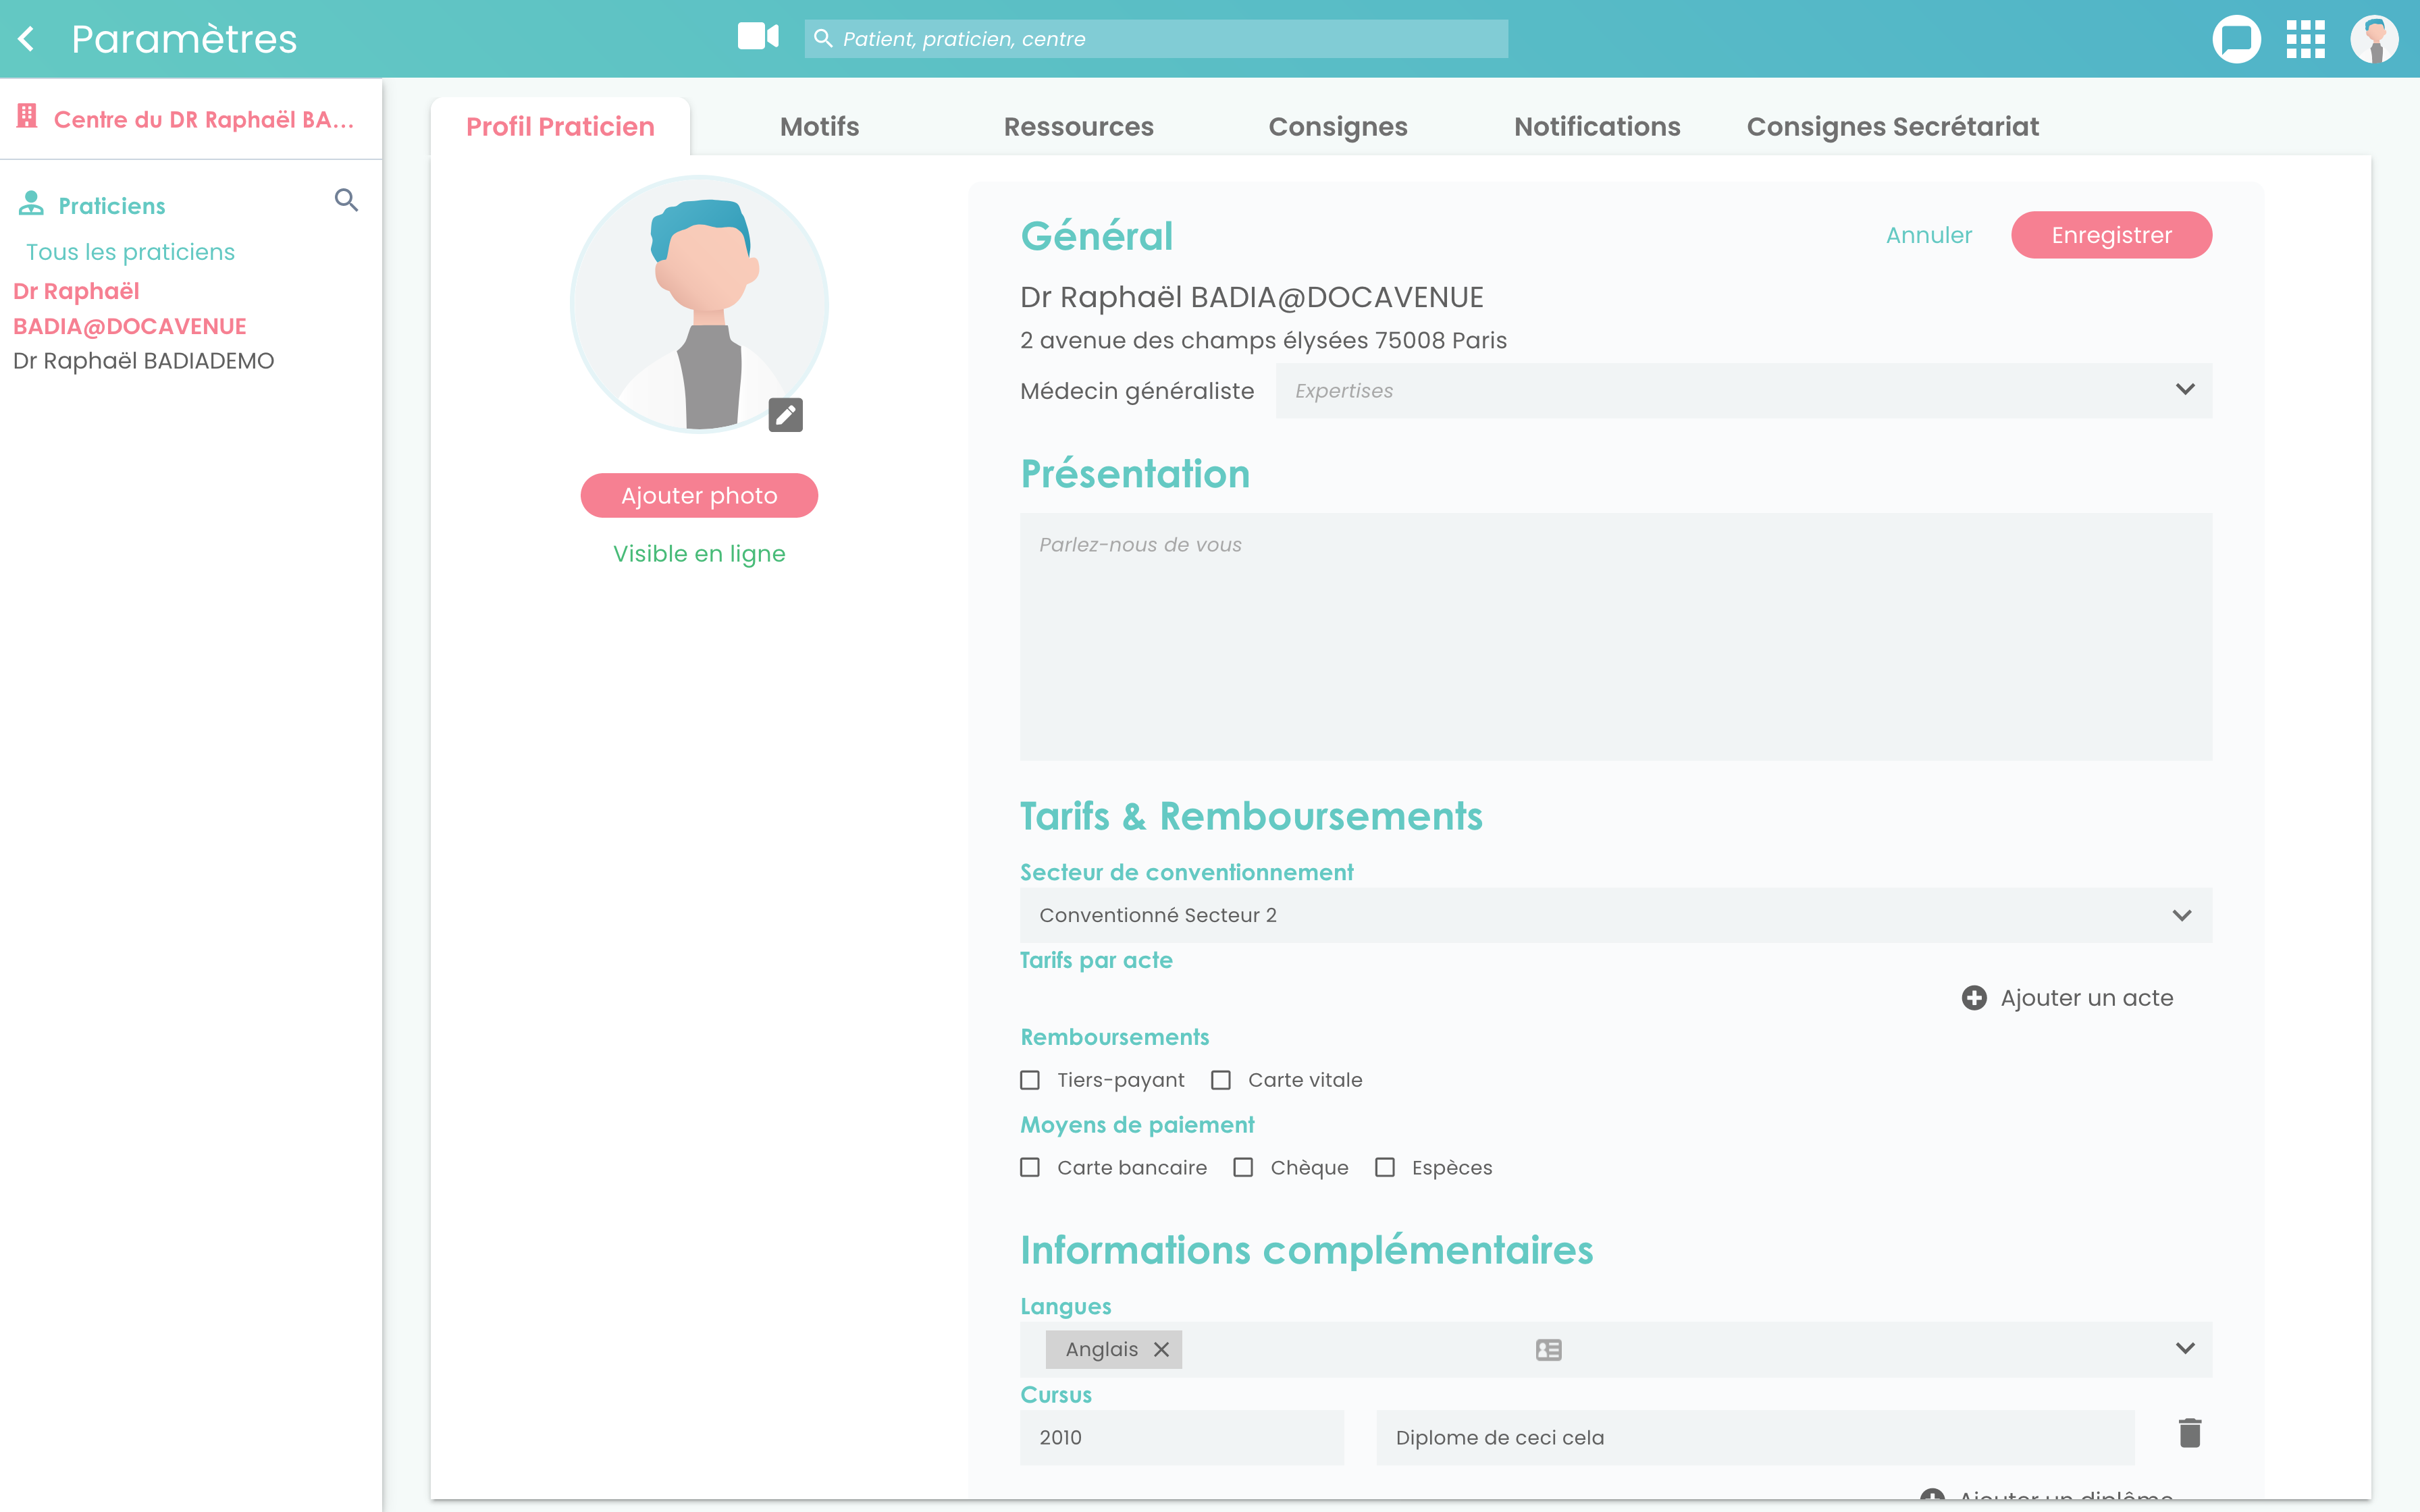 Paramètres
Patient, praticien, centre
Centre du DR Raphaël BA...
Praticiens
Tous les praticiens
Dr Raphaël
BADIA@DOCAVENUE
Dr Raphaël BADIADEMO
Profil Praticien
Motifs
Ressources
Consignes
Notifications
Consignes Secrétariat
Ajouter photo
Visible en ligne
Général
Annuler
Enregistrer
Dr Raphaël BADIA@DOCAVENUE
2 avenue des champs élysées 75008 Paris
Médecin généraliste
Expertises
Présentation
Parlez-nous de vous
Tarifs & Remboursements
Secteur de conventionnement
Conventionné Secteur 2
Tarifs par acte
Ajouter un acte
Remboursements
Tiers-payant
Carte vitale
Moyens de paiement
Carte bancaire
Chèque
Espèces
Informations complémentaires
Langues
Anglais
Cursus
2010
Diplome de ceci cela
Ajouter un diplôme